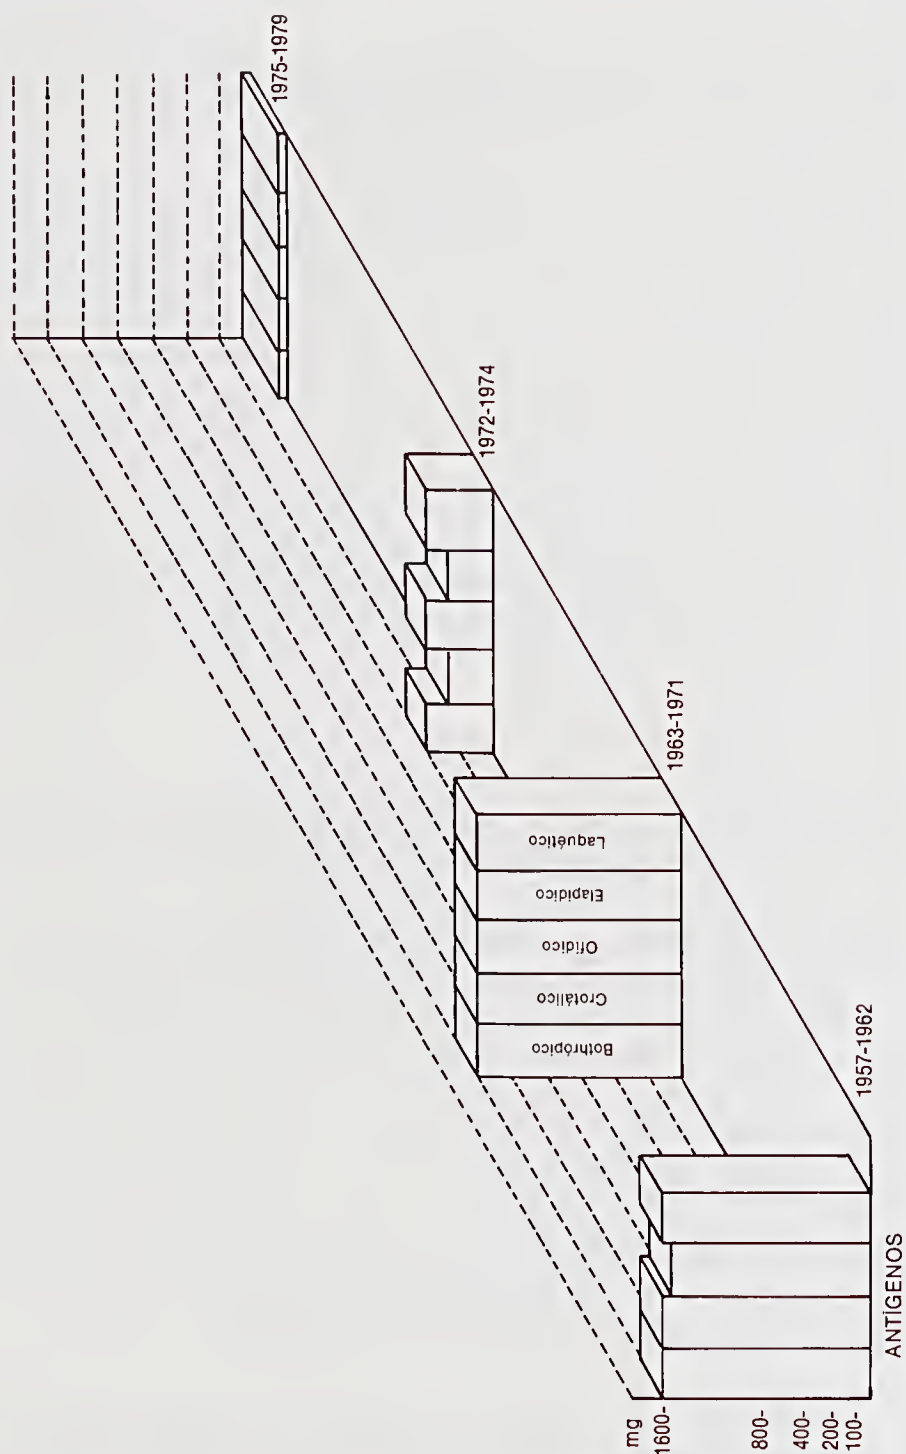 1975-1979
1972-1974
1963-1971
1957-1962
Bothrópico
Crotálico
Ofídico
Elapídico
Laquético
mg
1600-
800-
400-
200-
100-
ANTÍGENOS